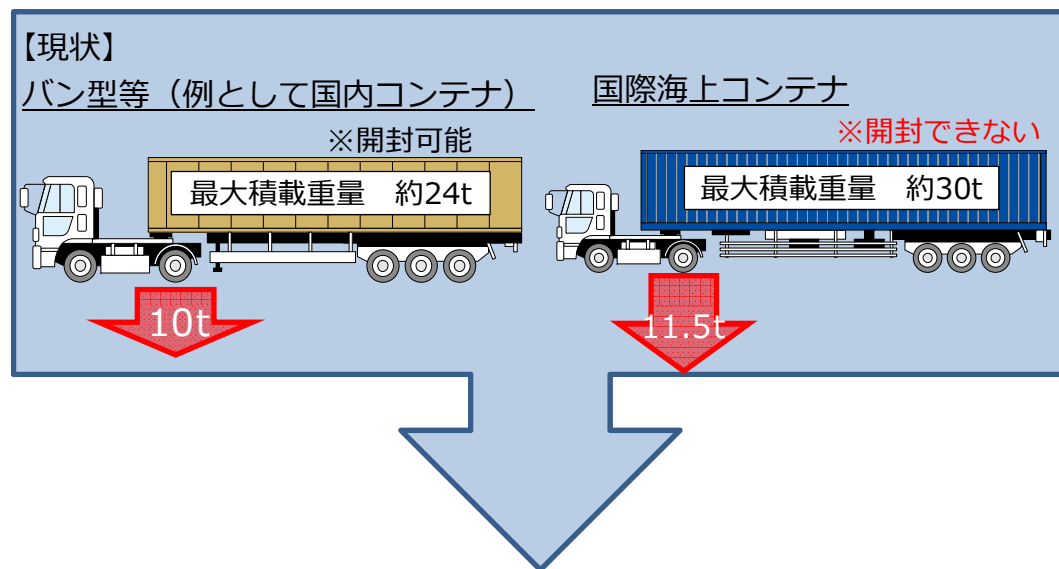 【現状】
バン型等（例として国内コンテナ）
※開封可能
最大積載重量　約24t
10t
国際海上コンテナ
※開封できない
最大積載重量　約30t
11.5t